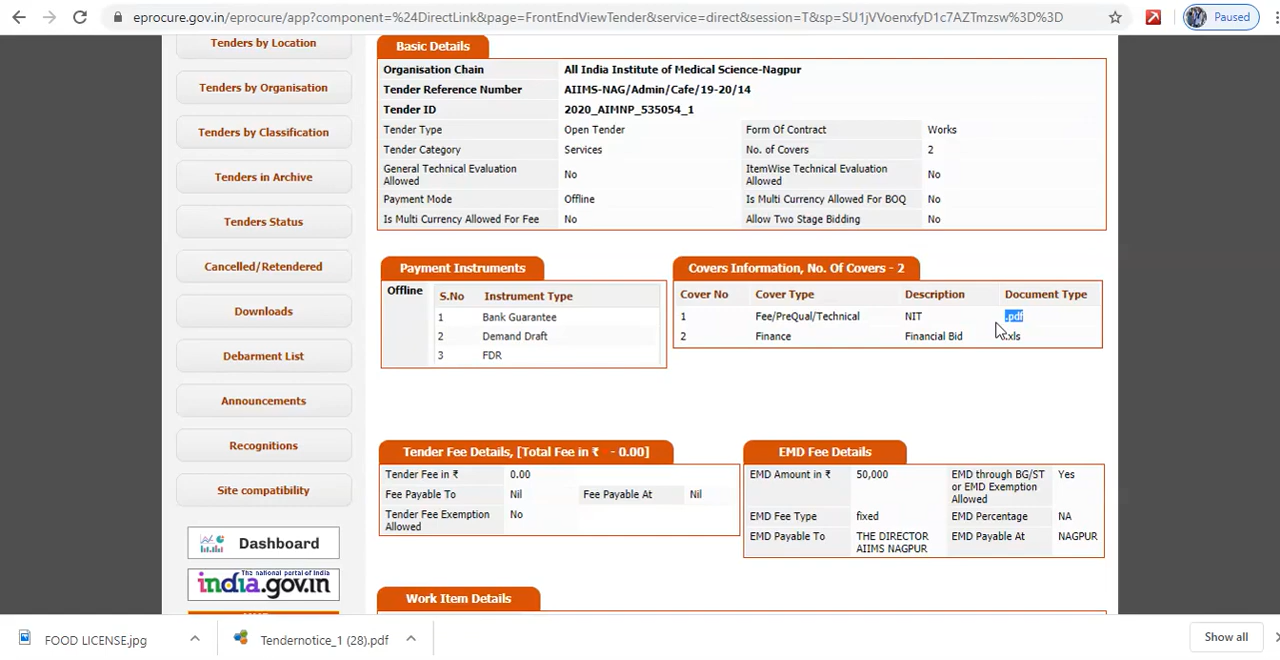 eprocure.gov.in/eprocure/app?component=%24DirectLink&page=FrontEndViewTender&service=direct&session=T&sp=SU1jVVoenxfyD1c7AZTmzsw%3D%3D
Paused
Tenders by Location
Tenders by Organisation
Tenders by Classification
Tenders in Archive
Tenders Status
Cancelled/Retendered
Downloads
Debarment List
Announcements
Recognitions
Site compatibility
Dashboard
The national portal of India
india.gov.in
Basic Details
Organisation Chain All India Institute of Medical Science-Nagpur
Tender Reference Number AIIMS-NAG/Admin/Cafe/19-20/14
Tender ID 2020_AIMNP_535054_1
Tender Type Open Tender Form Of Contract Works
Tender Category Services No. of Covers 2
General Technical Evaluation Allowed No ItemWise Technical Evaluation Allowed No
Payment Mode Offline Is Multi Currency Allowed For BOQ No
Is Multi Currency Allowed For Fee No Allow Two Stage Bidding No
Payment Instruments
Offline S.No Instrument Type
1 Bank Guarantee
2 Demand Draft
3 FDR
Covers Information, No. Of Covers - 2
Cover No Cover Type Description Document Type
1 Fee/PreQual/Technical NIT .pdf
2 Finance Financial Bid .xls
Tender Fee Details, [Total Fee in ₹ - 0.00]
Tender Fee in ₹ 0.00
Fee Payable To Nil Fee Payable At Nil
Tender Fee Exemption Allowed No
EMD Fee Details
EMD Amount in ₹ 50,000 EMD through BG/ST or EMD Exemption Allowed Yes
EMD Fee Type fixed EMD Percentage NA
EMD Payable To THE DIRECTOR AIIMS NAGPUR EMD Payable At NAGPUR
Work Item Details
FOOD LICENSE.jpg
Tendernotice_1 (28).pdf
Show all